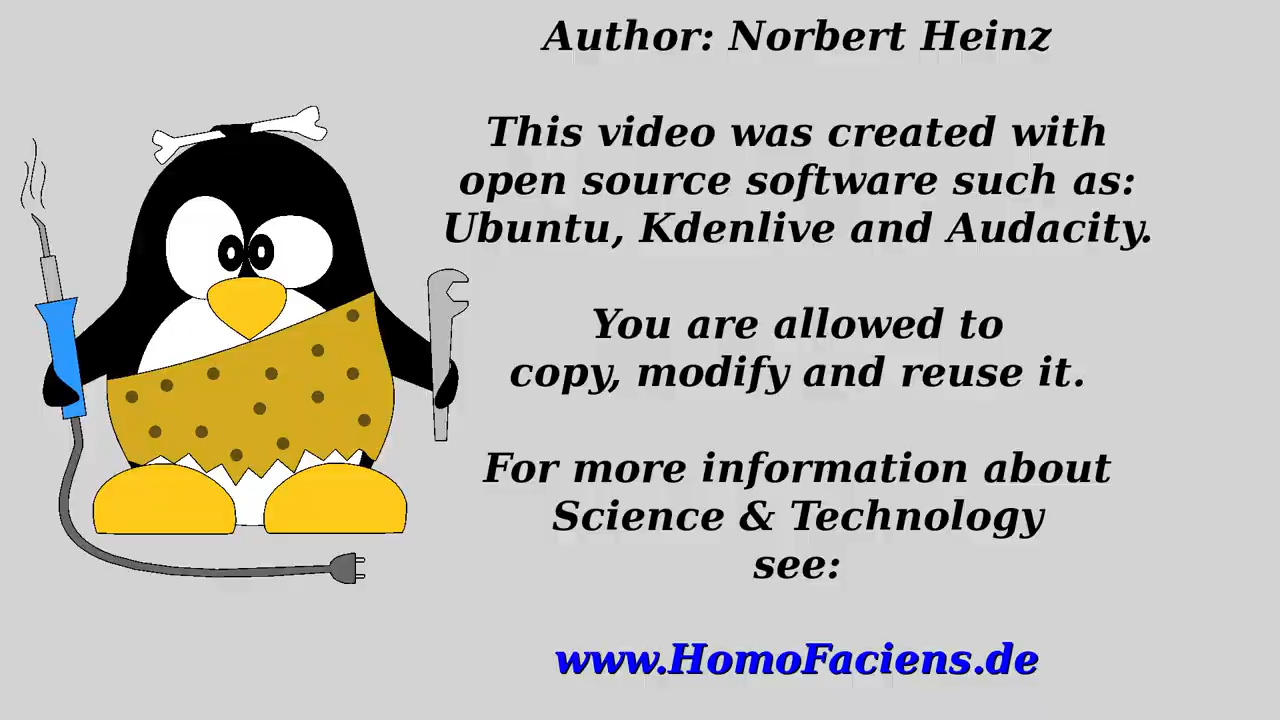 Author: Norbert Heinz
This video was created with
open source software such as:
Ubuntu, Kdenlive and Audacity.
You are allowed to
copy, modify and reuse it.
For more information about
Science & Technology
see:
www.HomoFaciens.de